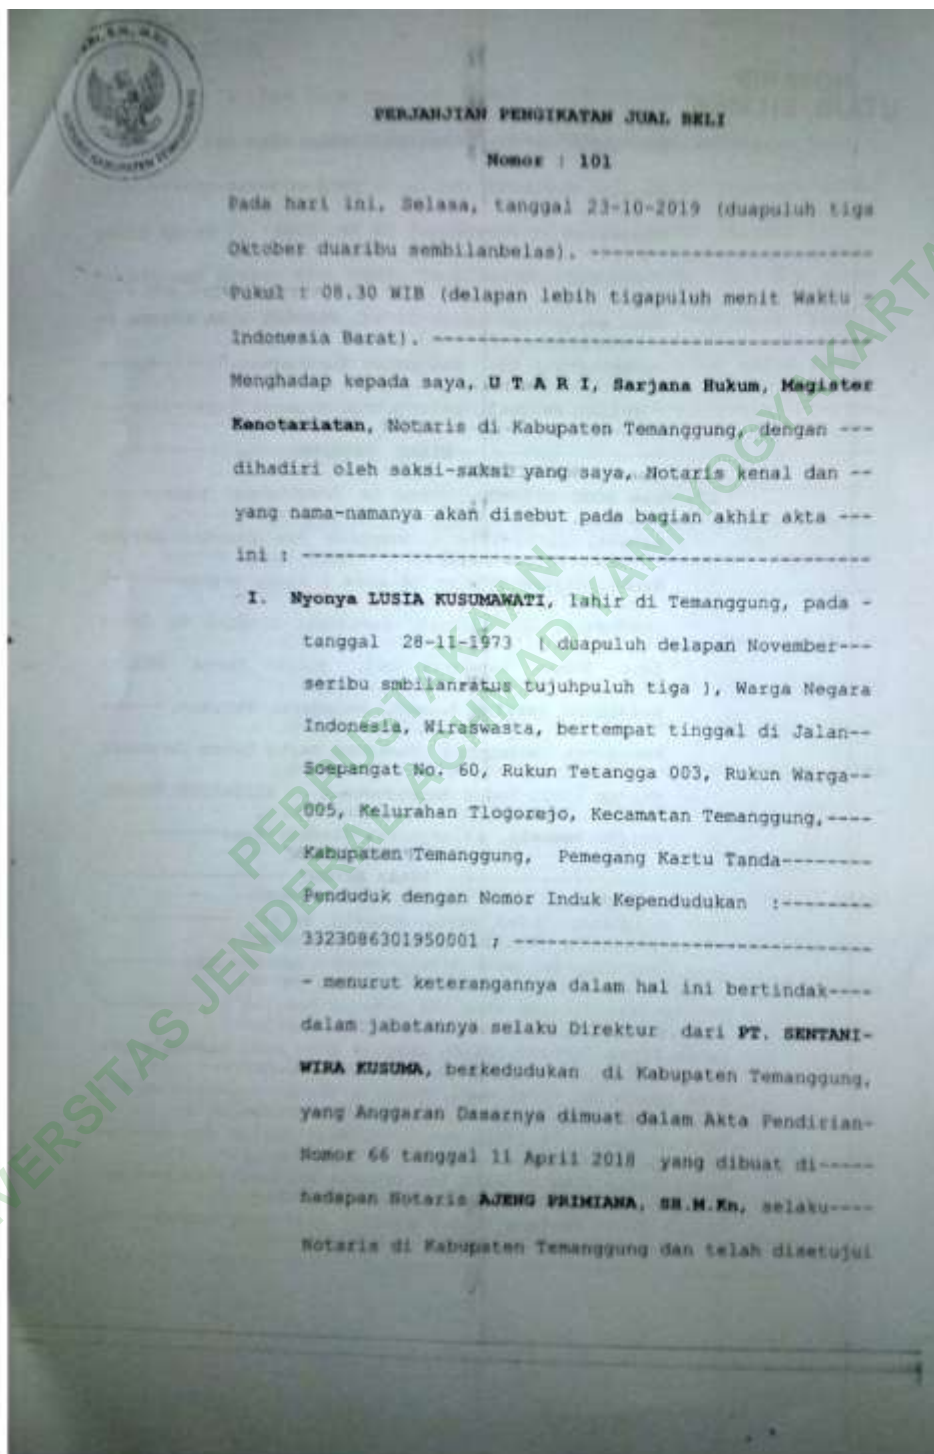 PERJANJIAN PENGIKATAN JUAL BELI
Nomor : 101
Pada hari ini, Selasa, tanggal 23-10-2019 (duapuluh tiga
Oktober duaribu sembilanbelas). -------------------------
Pukul : 08.30 WIB (delapan lebih tigapuluh menit Waktu -
Indonesia Barat). ---------------------------------------
Menghadap kepada saya, U T A R I, Sarjana Hukum, Magister
Kenotariatan, Notaris di Kabupaten Temanggung, dengan ---
dihadiri oleh saksi-saksi yang saya, Notaris kenal dan --
yang nama-namanya akan disebut pada bagian akhir akta ---
ini : ---------------------------------------------------
I. Nyonya LUSIA KUSUMAWATI, lahir di Temanggung, pada -
tanggal 28-11-1973 ( duapuluh delapan November---
seribu smbilanratus tujuhpuluh tiga ), Warga Negara
Indonesia, Wiraswasta, bertempat tinggal di Jalan--
Soepangat No. 60, Rukun Tetangga 003, Rukun Warga--
005, Kelurahan Tlogorejo, Kecamatan Temanggung,----
Kabupaten Temanggung, Pemegang Kartu Tanda--------
Penduduk dengan Nomor Induk Kependudukan :--------
3323086301950001 ; --------------------------------
- menurut keterangannya dalam hal ini bertindak----
dalam jabatannya selaku Direktur dari PT. SENTANI-
WIRA KUSUMA, berkedudukan di Kabupaten Temanggung,
yang Anggaran Dasarnya dimuat dalam Akta Pendirian-
Nomor 66 tanggal 11 April 2018 yang dibuat di-----
hadapan Notaris AJENG PRIMIANA, SH.M.Kn, selaku----
Notaris di Kabupaten Temanggung dan telah disetujui
PERPUSTAKAAN
UNIVERSITAS JENDERAL ACHMAD YANI YOGYAKARTA